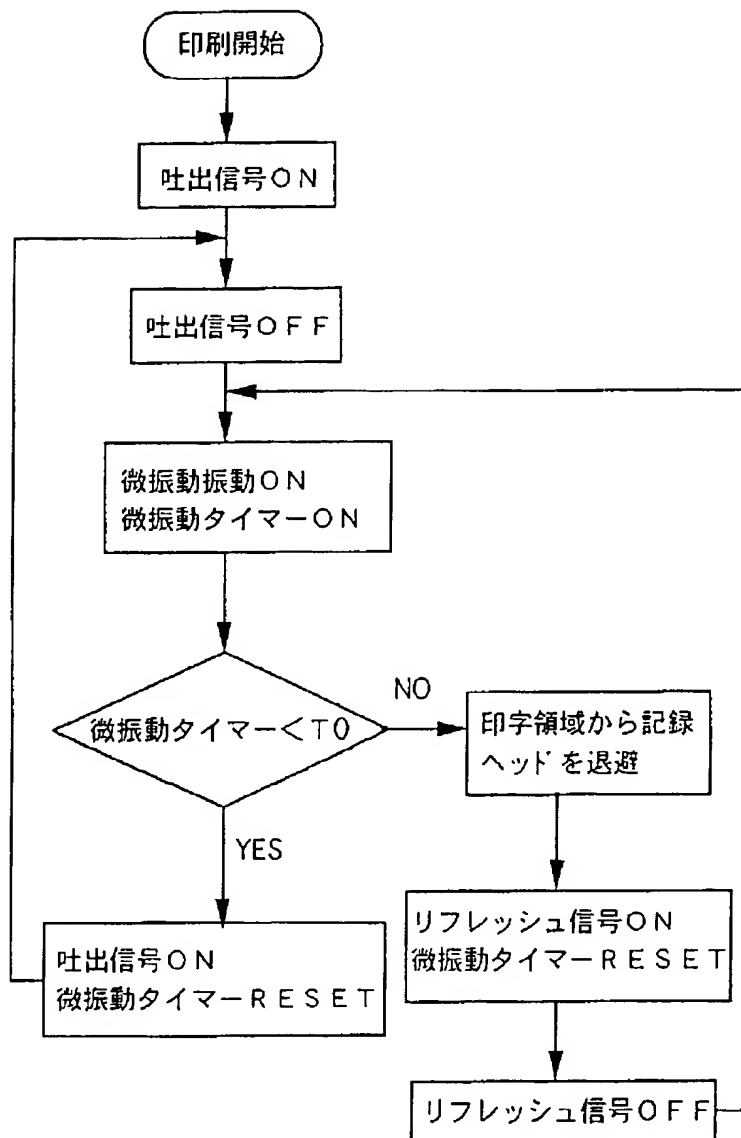 印刷開始
吐出信号ON
吐出信号OFF
微振動振動ON
微振動タイマーON
微振動タイマー<T0
NO
印字領域から記録
ヘッドを退避
YES
吐出信号ON
微振動タイマーRESET
リフレッシュ信号ON
微振動タイマーRESET
リフレッシュ信号OFF